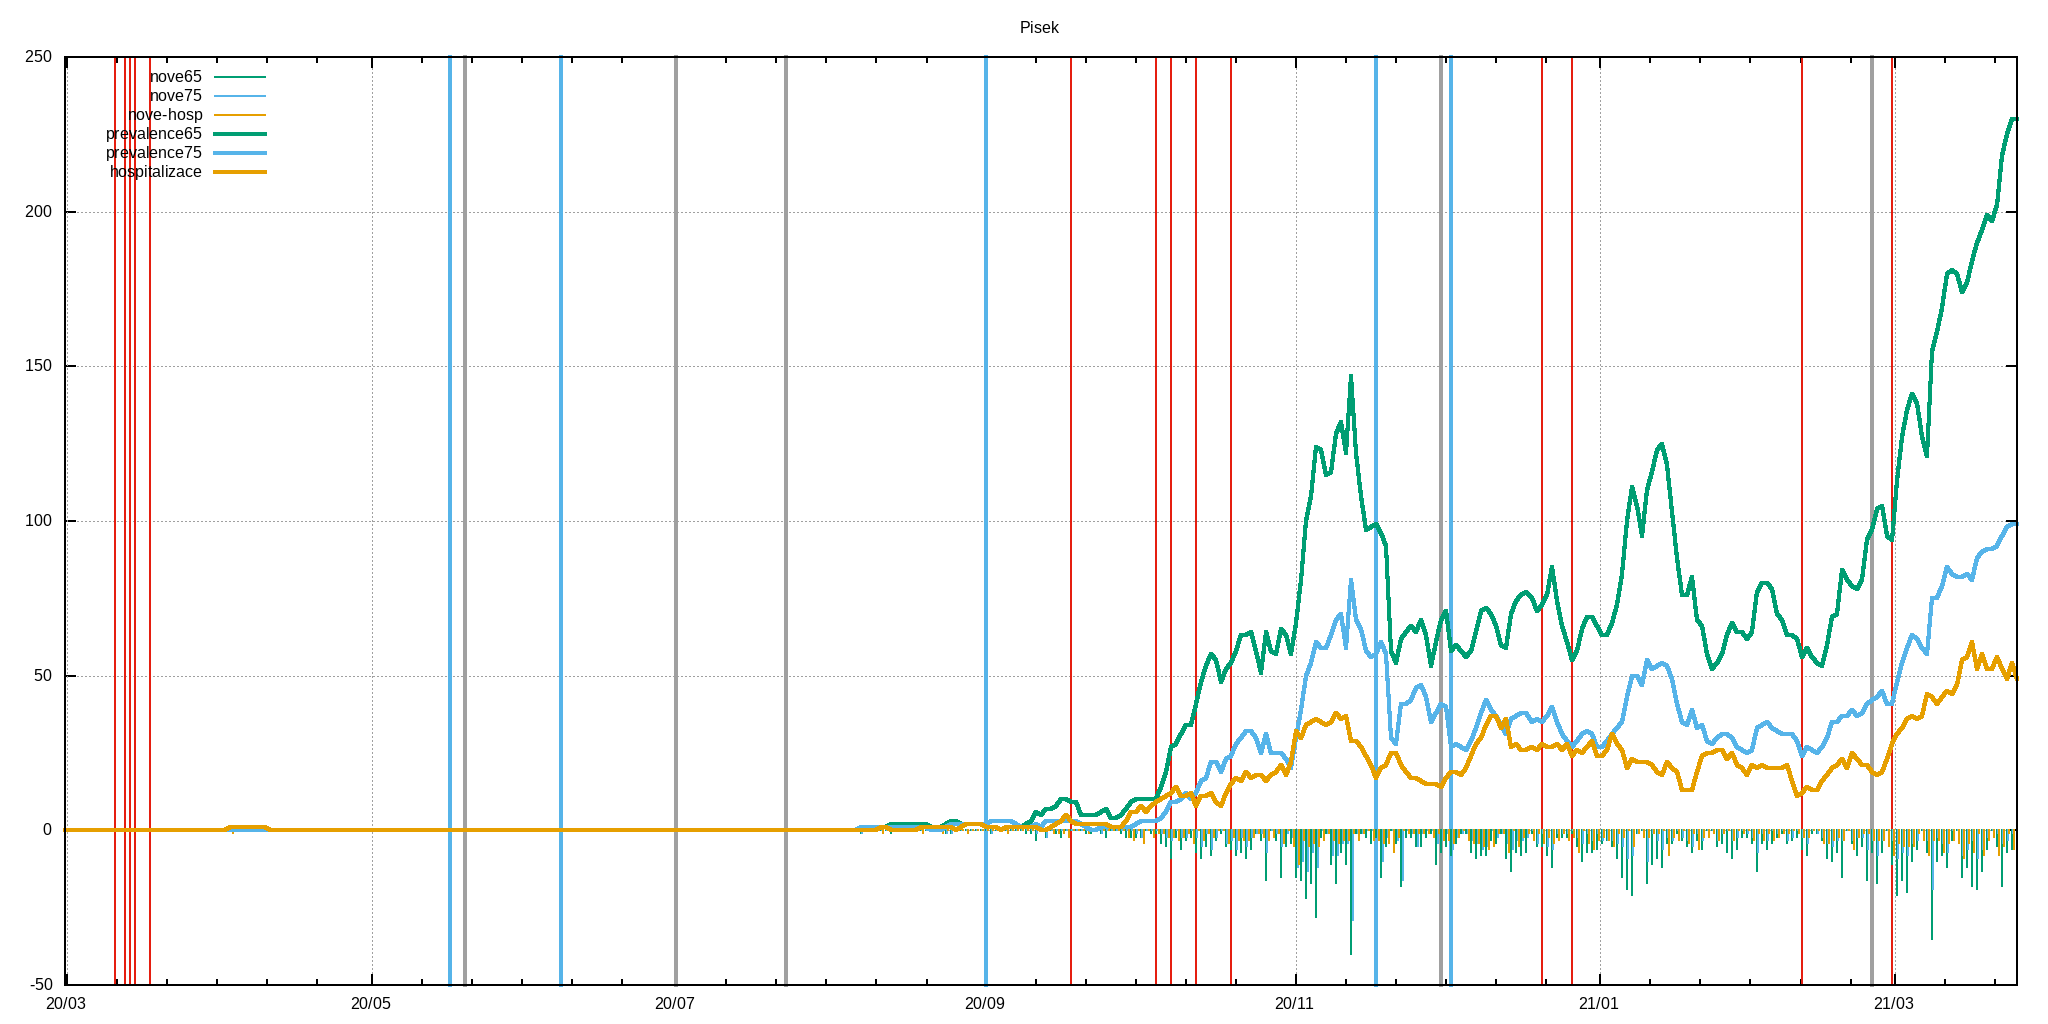 Pisek
250
200
150
100
50
0
-50
nove65
nove75
nove-hosp
prevalence65
prevalence75
hospitalizace
20/03 20/05 20/07 20/09 20/11 21/01 21/03